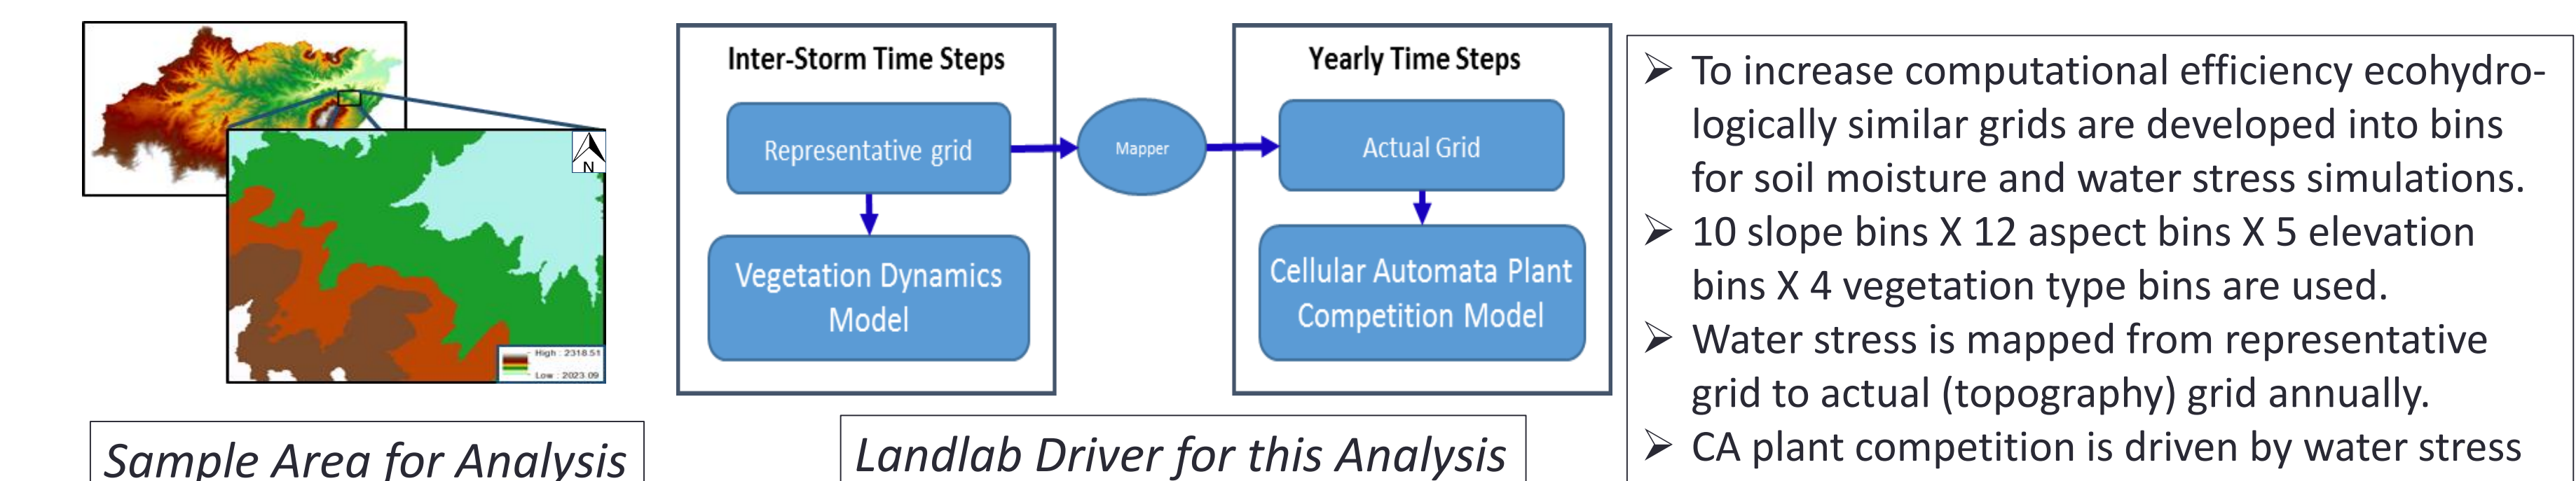 N
High : 2318.51
Low : 2023.09
Sample Area for Analysis
Inter-Storm Time Steps
Representative grid
Vegetation Dynamics
Model
Mapper
Yearly Time Steps
Actual Grid
Cellular Automata Plant
Competition Model
Landlab Driver for this Analysis
➢ To increase computational efficiency ecohydro-
logically similar grids are developed into bins
for soil moisture and water stress simulations.
➢ 10 slope bins X 12 aspect bins X 5 elevation
bins X 4 vegetation type bins are used.
➢ Water stress is mapped from representative
grid to actual (topography) grid annually.
➢ CA plant competition is driven by water stress